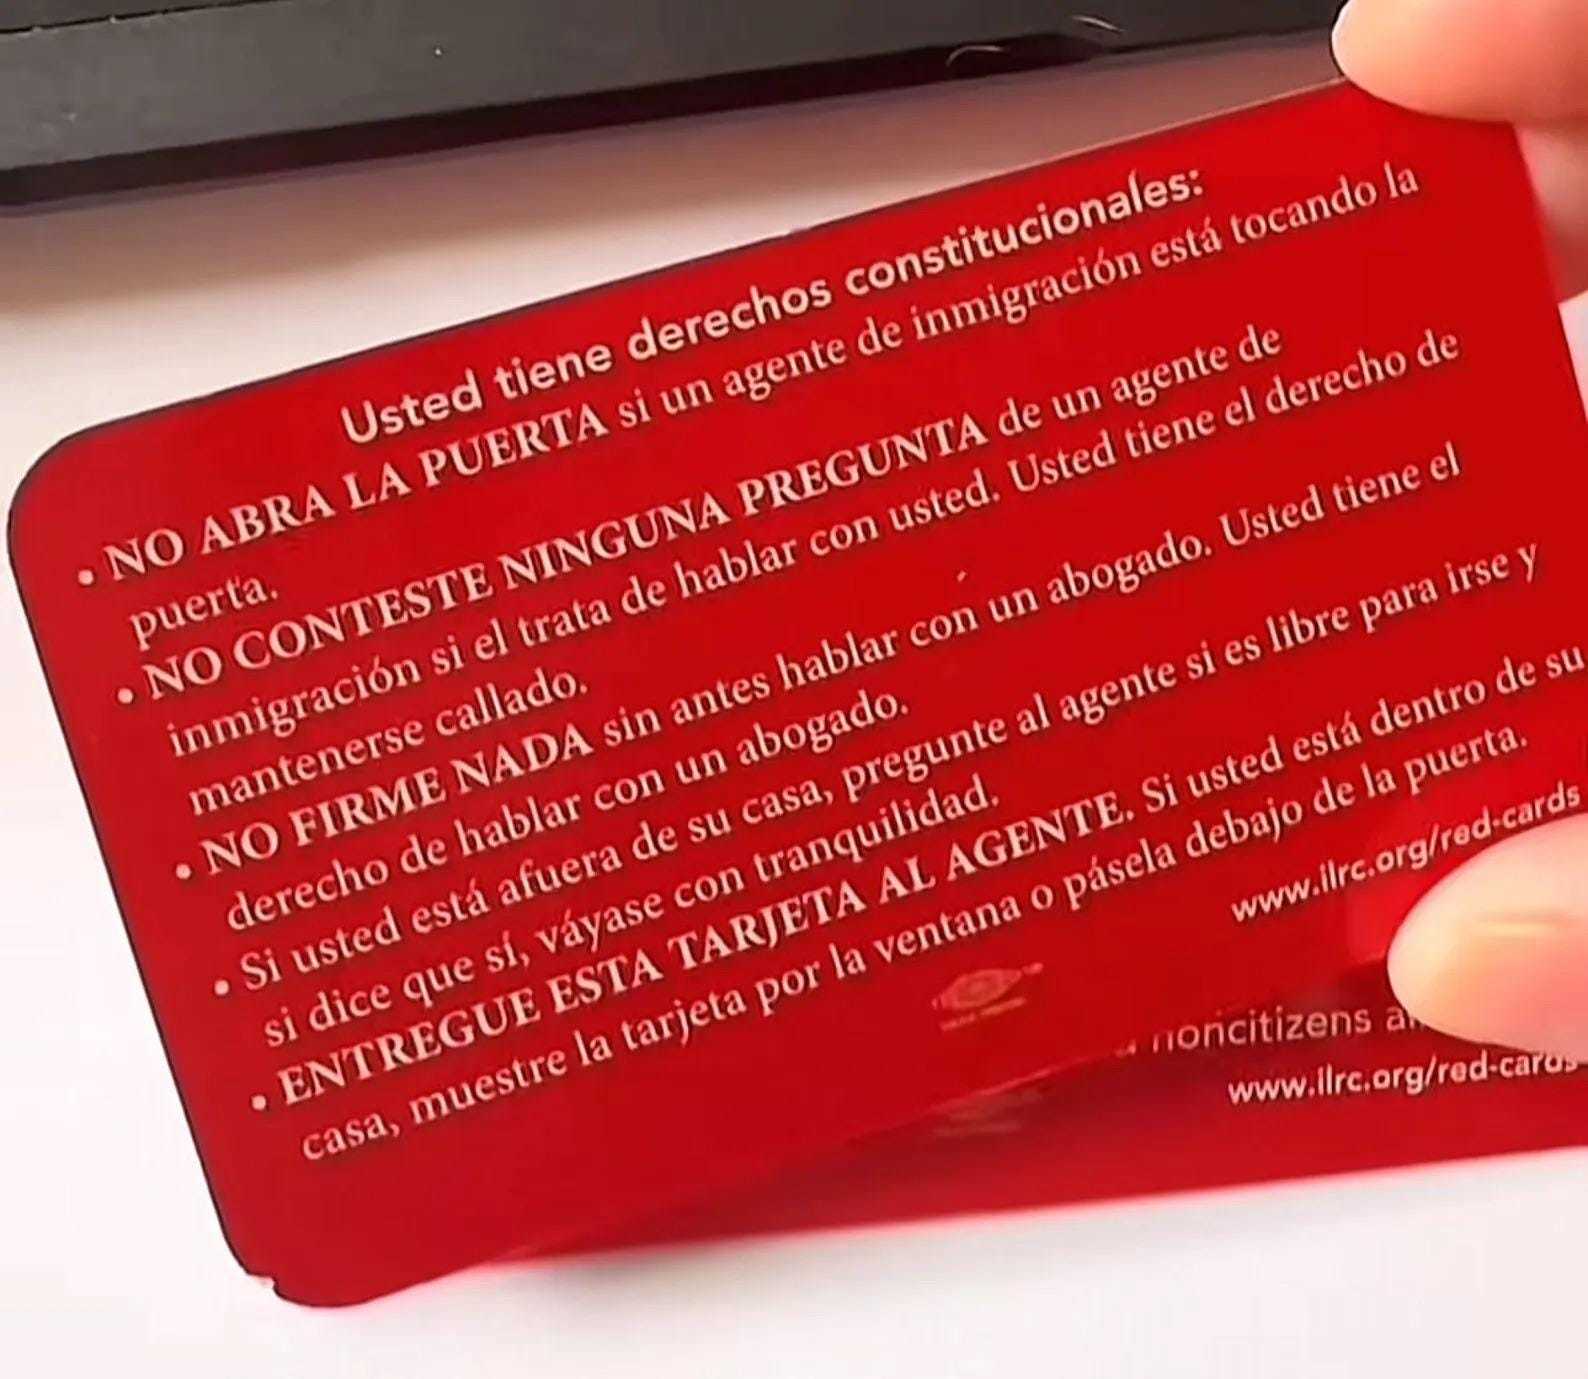 Usted tiene derechos constitucionales:
• NO ABRA LA PUERTA si un agente de inmigración está tocando la
puerta.
• NO CONTESTE NINGUNA PREGUNTA de un agente de
inmigración si el trata de hablar con usted. Usted tiene el derecho de
mantenerse callado.
• NO FIRME NADA sin antes hablar con un abogado. Usted tiene el
derecho de hablar con un abogado.
• Si usted está afuera de su casa, pregunte al agente si es libre para irse y
si dice que sí, váyase con tranquilidad.
• ENTREGUE ESTA TARJETA AL AGENTE. Si usted está dentro de su
casa, muestre la tarjeta por la ventana o pásela debajo de la puerta.
www.ilrc.org/red-cards
noncitizens
www.ilrc.org/red-cards